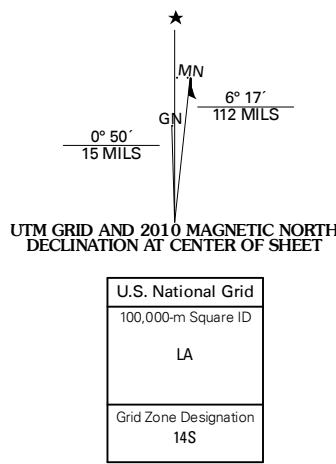 ★
MN
GN
6° 17´
112 MILS
0° 50´
15 MILS
UTM GRID AND 2010 MAGNETIC NORTH
DECLINATION AT CENTER OF SHEET
U.S. National Grid
100,000-m Square ID
LA
Grid Zone Designation
14S